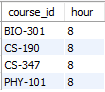 course_id hour
BIO-301 8
CS-190 8
CS-347 8
PHY-101 8